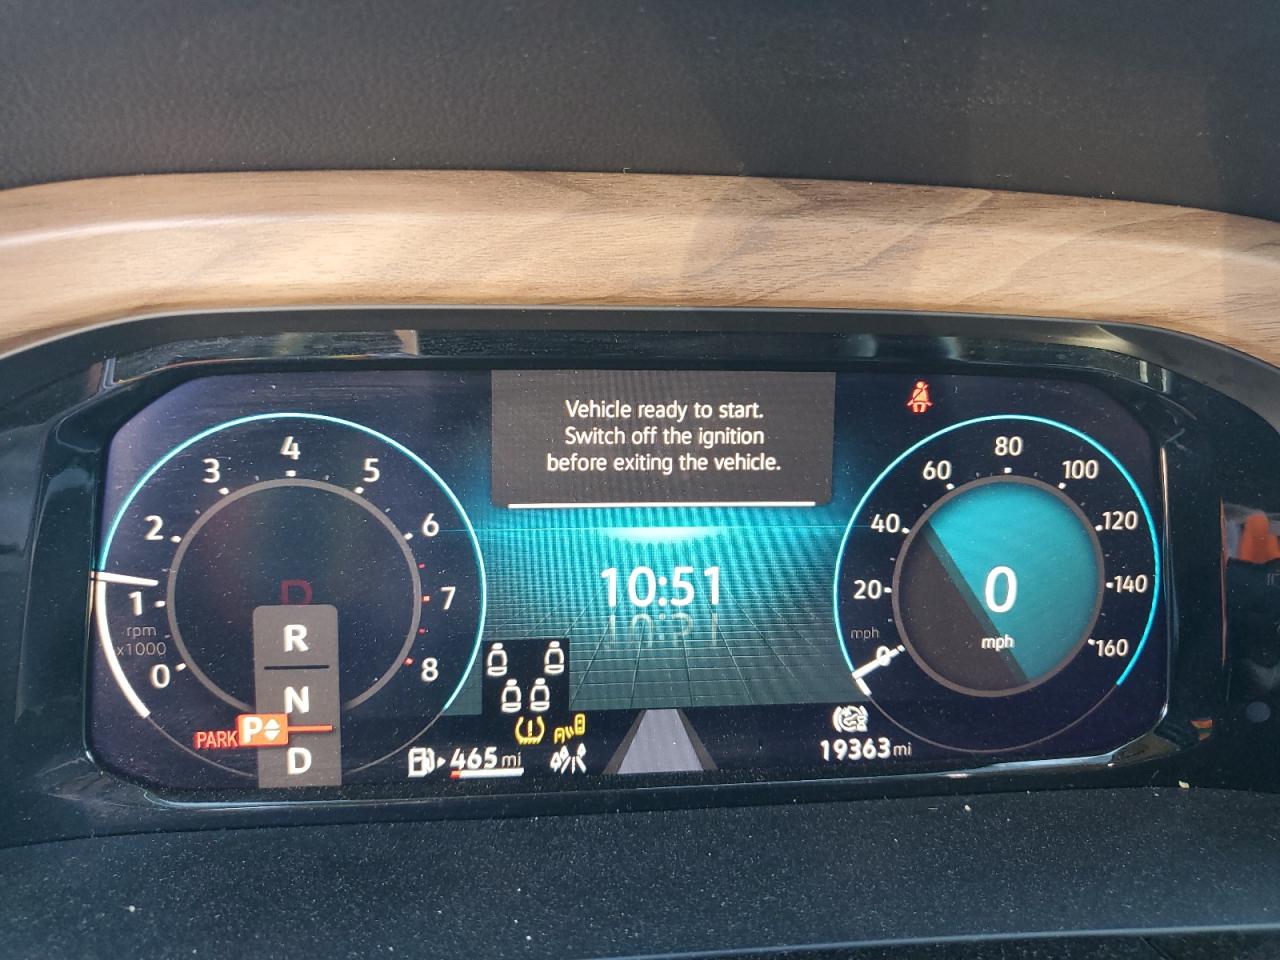 Vehicle ready to start.
Switch off the ignition
before exiting the vehicle.
4
3
5
2
6
1
7
rpm
x1000
0
8
P
R
N
D
PARK P
10:51
465 mi
80
60
100
40
120
20
140
mph
0
160
0
mph
19363 mi